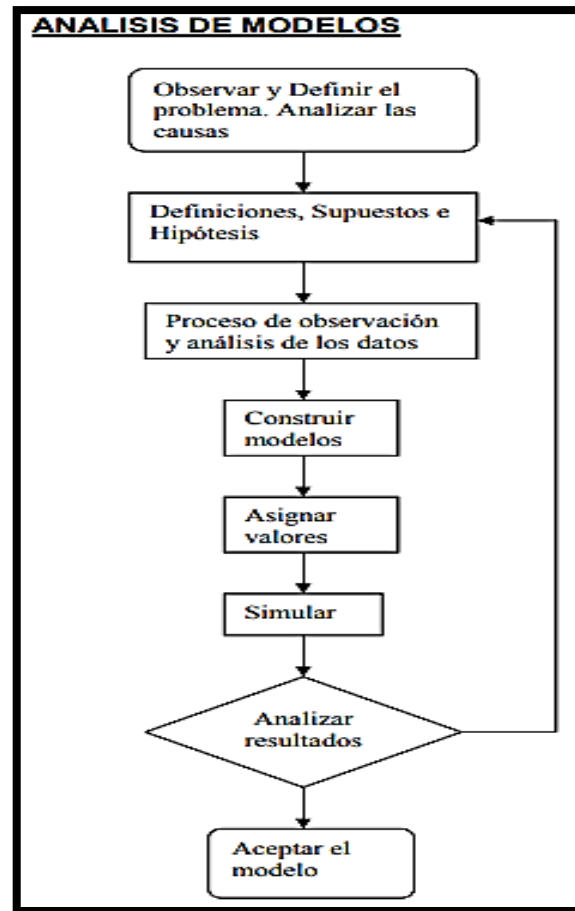 ANALISIS DE MODELOS
Observar y Definir el
problema. Analizar las
causas
Definiciones, Supuestos e
Hipótesis
Proceso de observación
y análisis de los datos
Construir
modelos
Asignar
valores
Simular
Analizar
resultados
Aceptar el
modelo